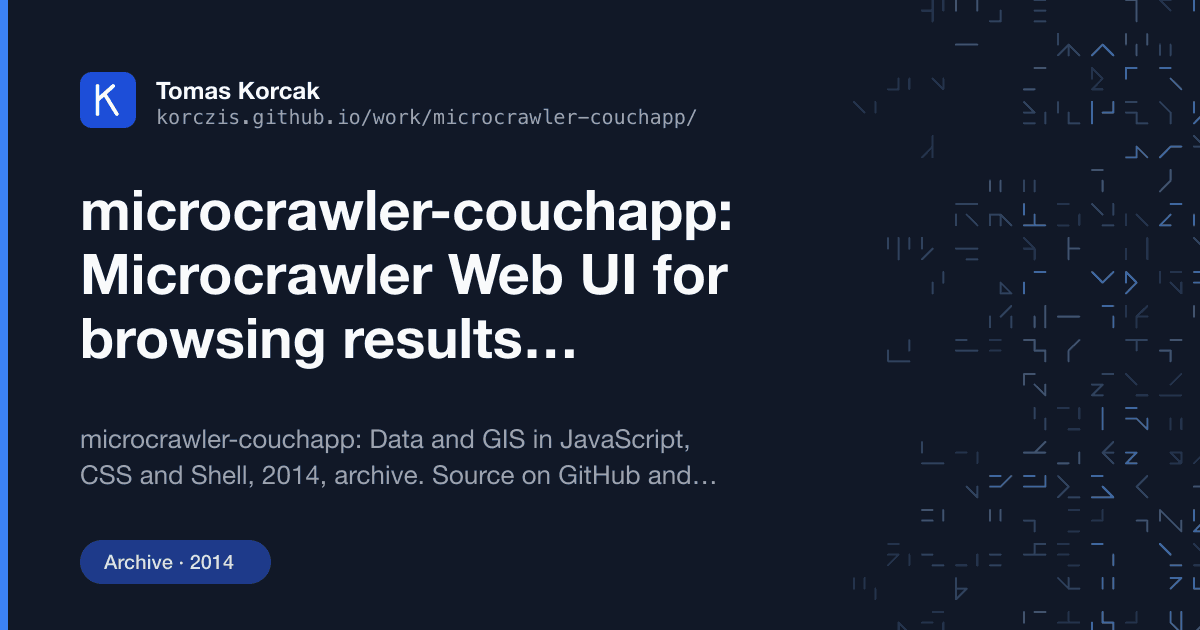 K
Tomas Korcak
korczis.github.io/work/microcrawler-couchapp/
microcrawler-couchapp:
Microcrawler Web UI for
browsing results…
microcrawler-couchapp: Data and GIS in JavaScript,
CSS and Shell, 2014, archive. Source on GitHub and…
Archive · 2014